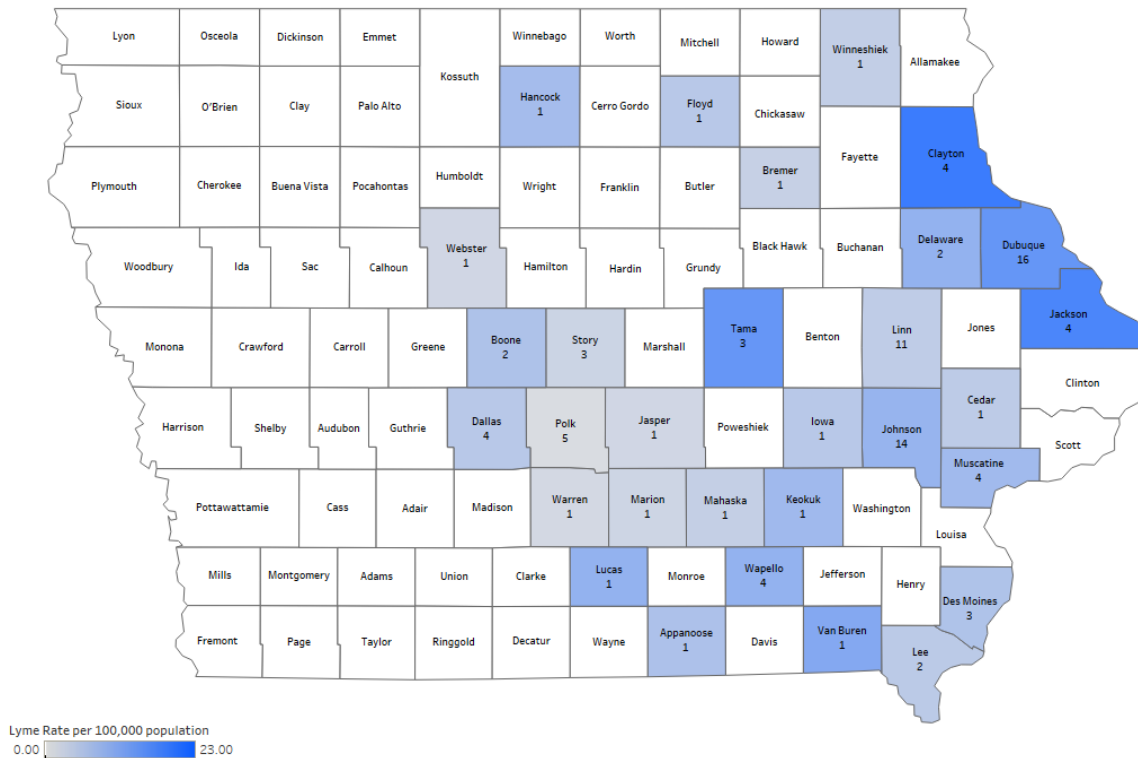 Lyon
Osceola
Dickinson
Emmet
Winnebago
Worth
Mitchell
Howard
Winneshiek
1
Allamakee
Kossuth
Sioux
O'Brien
Clay
Palo Alto
Hancock
1
Cerro Gordo
Floyd
1
Chickasaw
Fayette
Clayton
4
Plymouth
Cherokee
Buena Vista
Pocahontas
Humboldt
Wright
Franklin
Butler
Bremer
1
Woodbury
Ida
Sac
Calhoun
Webster
1
Hamilton
Hardin
Grundy
Black Hawk
Buchanan
Delaware
2
Dubuque
16
Monona
Crawford
Carroll
Greene
Boone
2
Story
3
Marshall
Tama
3
Benton
Linn
11
Jones
Jackson
4
Clinton
Harrison
Shelby
Audubon
Guthrie
Dallas
4
Polk
5
Jasper
1
Poweshiek
Iowa
1
Johnson
14
Cedar
1
Scott
Muscatine
4
Pottawattamie
Cass
Adair
Madison
Warren
1
Marion
1
Mahaska
1
Keokuk
1
Washington
Louisa
Mills
Montgomery
Adams
Union
Clarke
Lucas
1
Monroe
Wapello
4
Jefferson
Henry
Des Moines
3
Fremont
Page
Taylor
Ringgold
Decatur
Wayne
Appanoose
1
Davis
Van Buren
1
Lee
2
Lyme Rate per 100,000 population
0.00 23.00